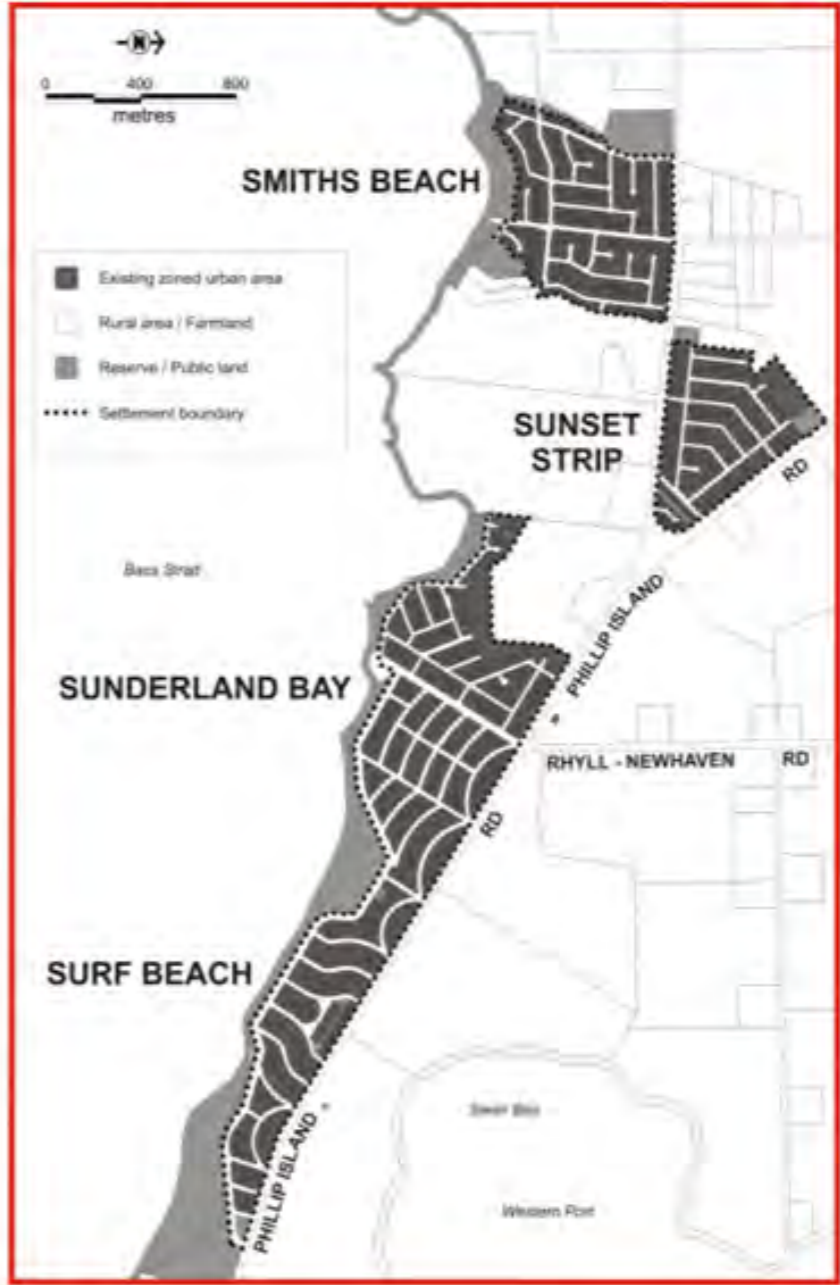 N
0 400 800
metres
SMITHS BEACH
Existing zoned urban area
Rural area / Farmland
Reserve / Public land
Settlement boundary
SUNSET
STRIP
RD
Bass Strait
PHILLIP ISLAND
SUNDERLAND BAY
RHYLL - NEWHAVEN RD
RD
SURF BEACH
Swan Bay
PHILLIP ISLAND
Western Port